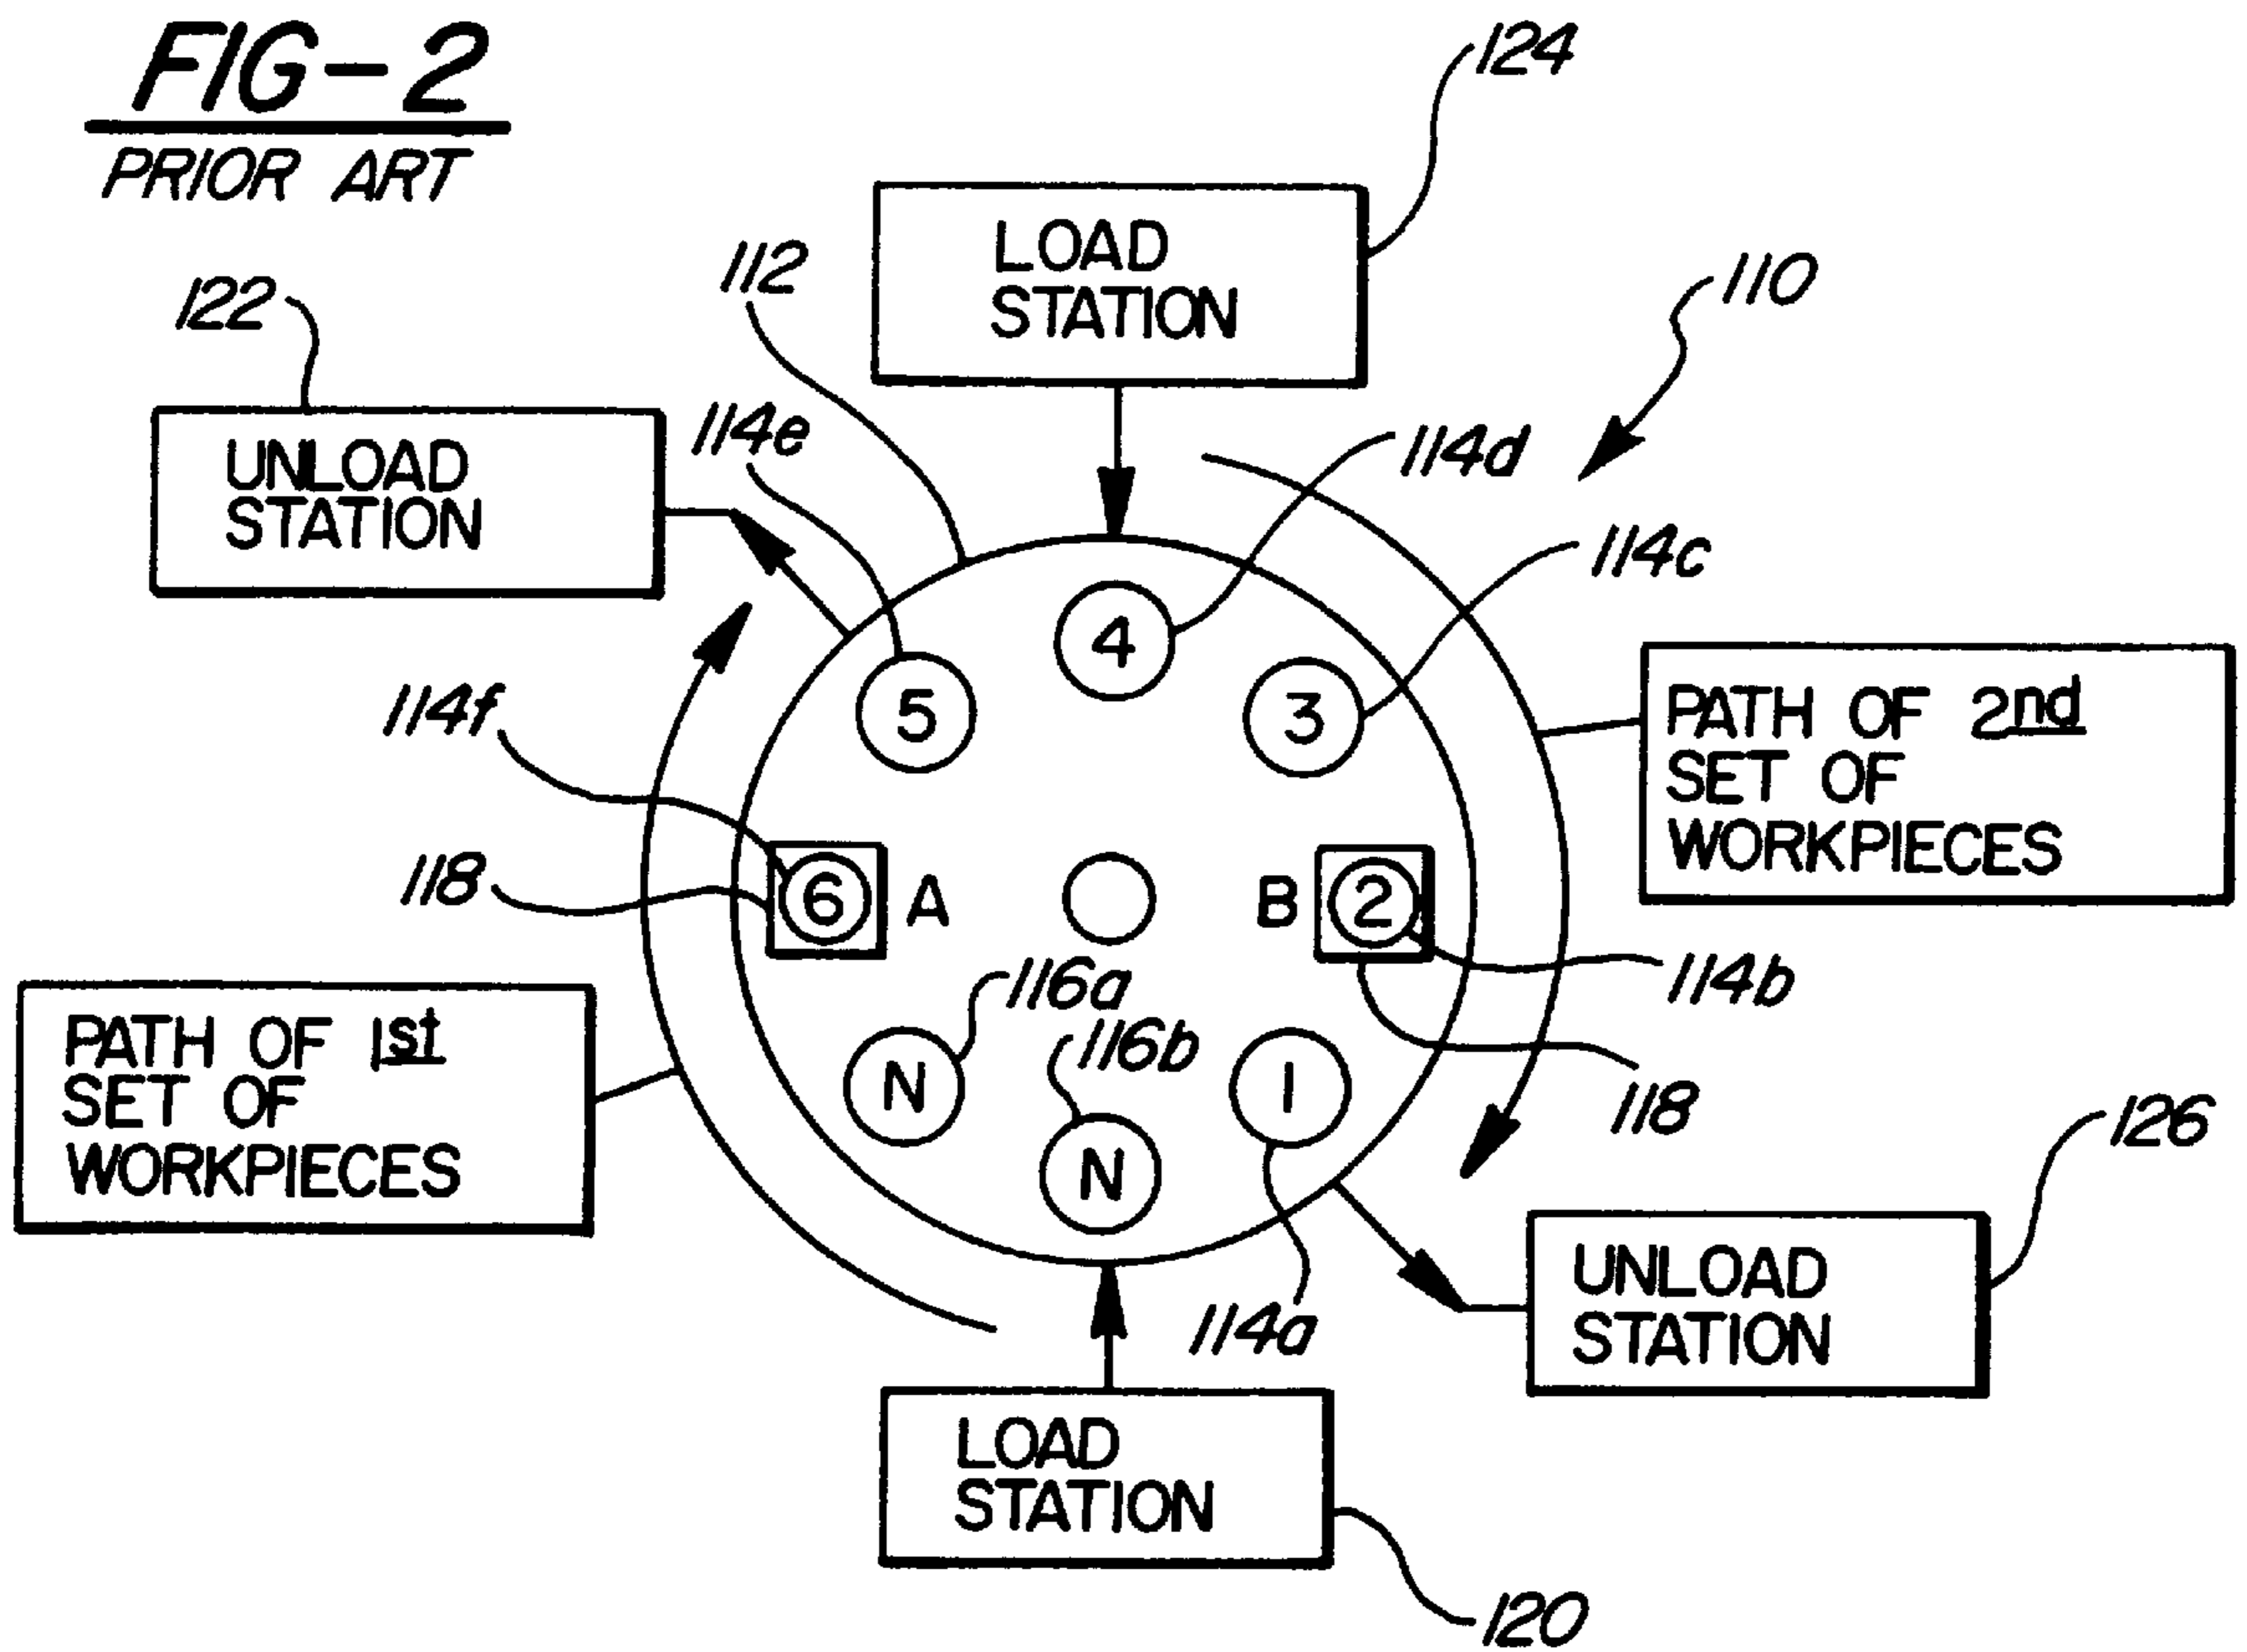 FIG-2
PRIOR ART
124
LOAD
STATION
112
110
122
UNLOAD
STATION
114e
114d
114c
4
5
3
114f
PATH OF 2nd
SET OF
WORKPIECES
118
6
A
B
2
114b
116a
116b
PATH OF 1st
SET OF
WORKPIECES
N
N
1
118
126
UNLOAD
STATION
114a
LOAD
STATION
120